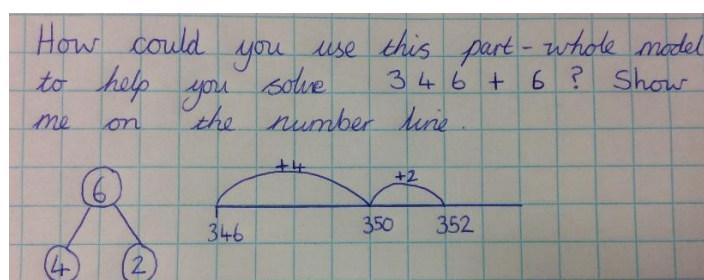 How could you use this part-whole model
to help you solve 346 + 6? Show
me on the number line.
+4 +2
6
346 350 352
4 2